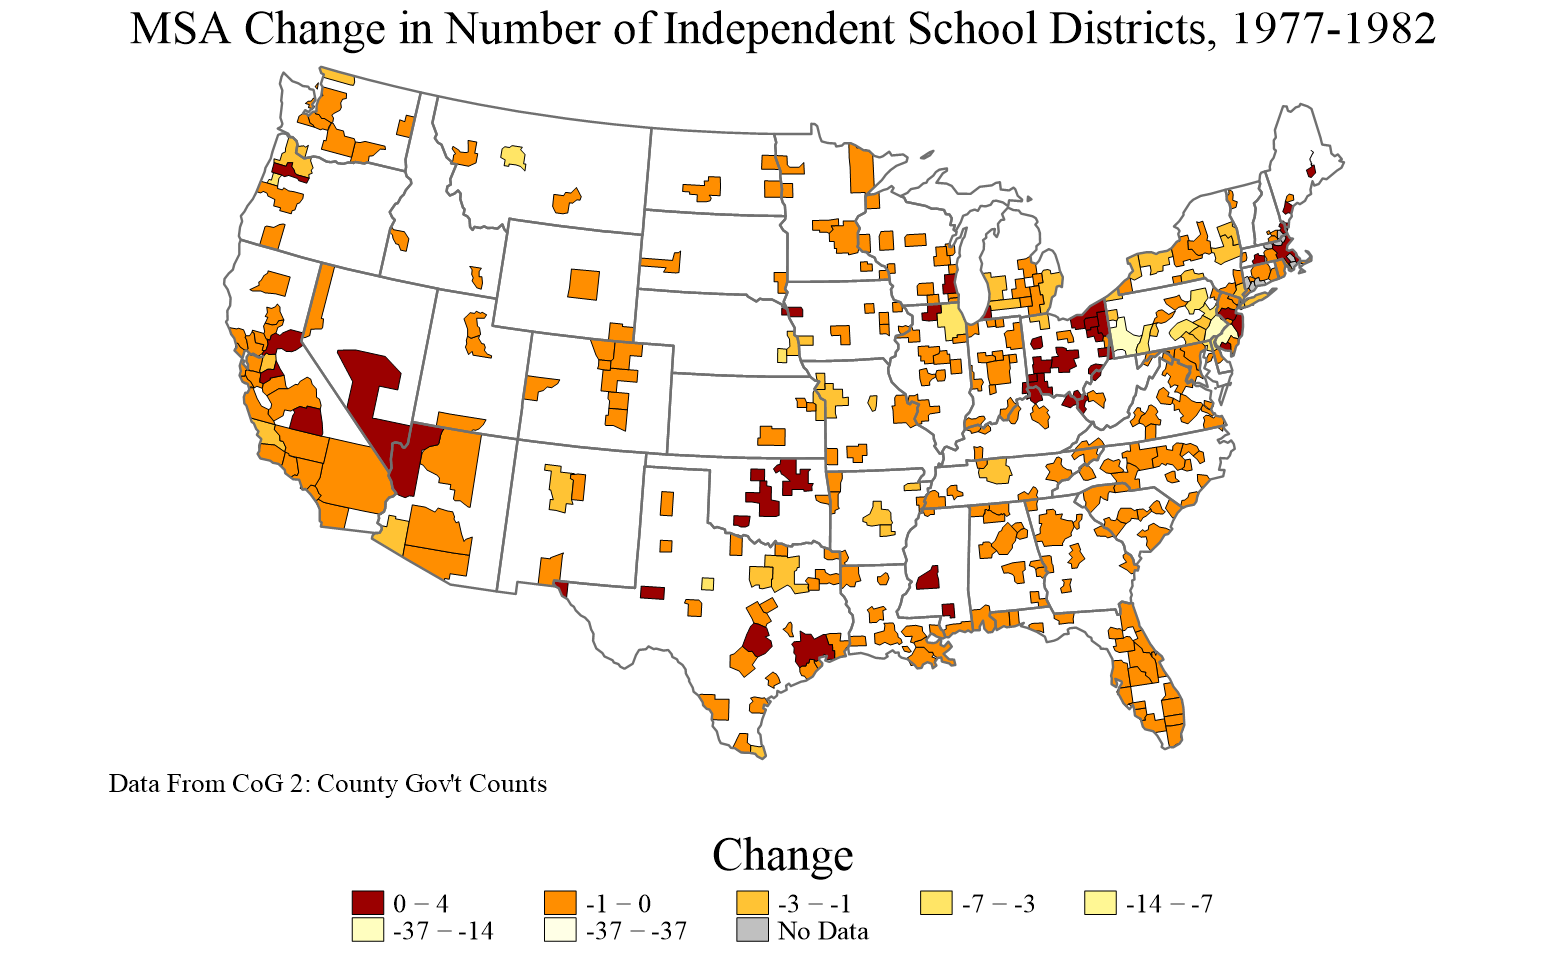 MSA Change in Number of Independent School Districts, 1977-1982
Data From CoG 2: County Gov't Counts
Change
0 − 4
-1 − 0
-3 − -1
-7 − -3
-14 − -7
-37 − -14
-37 − -37
No Data